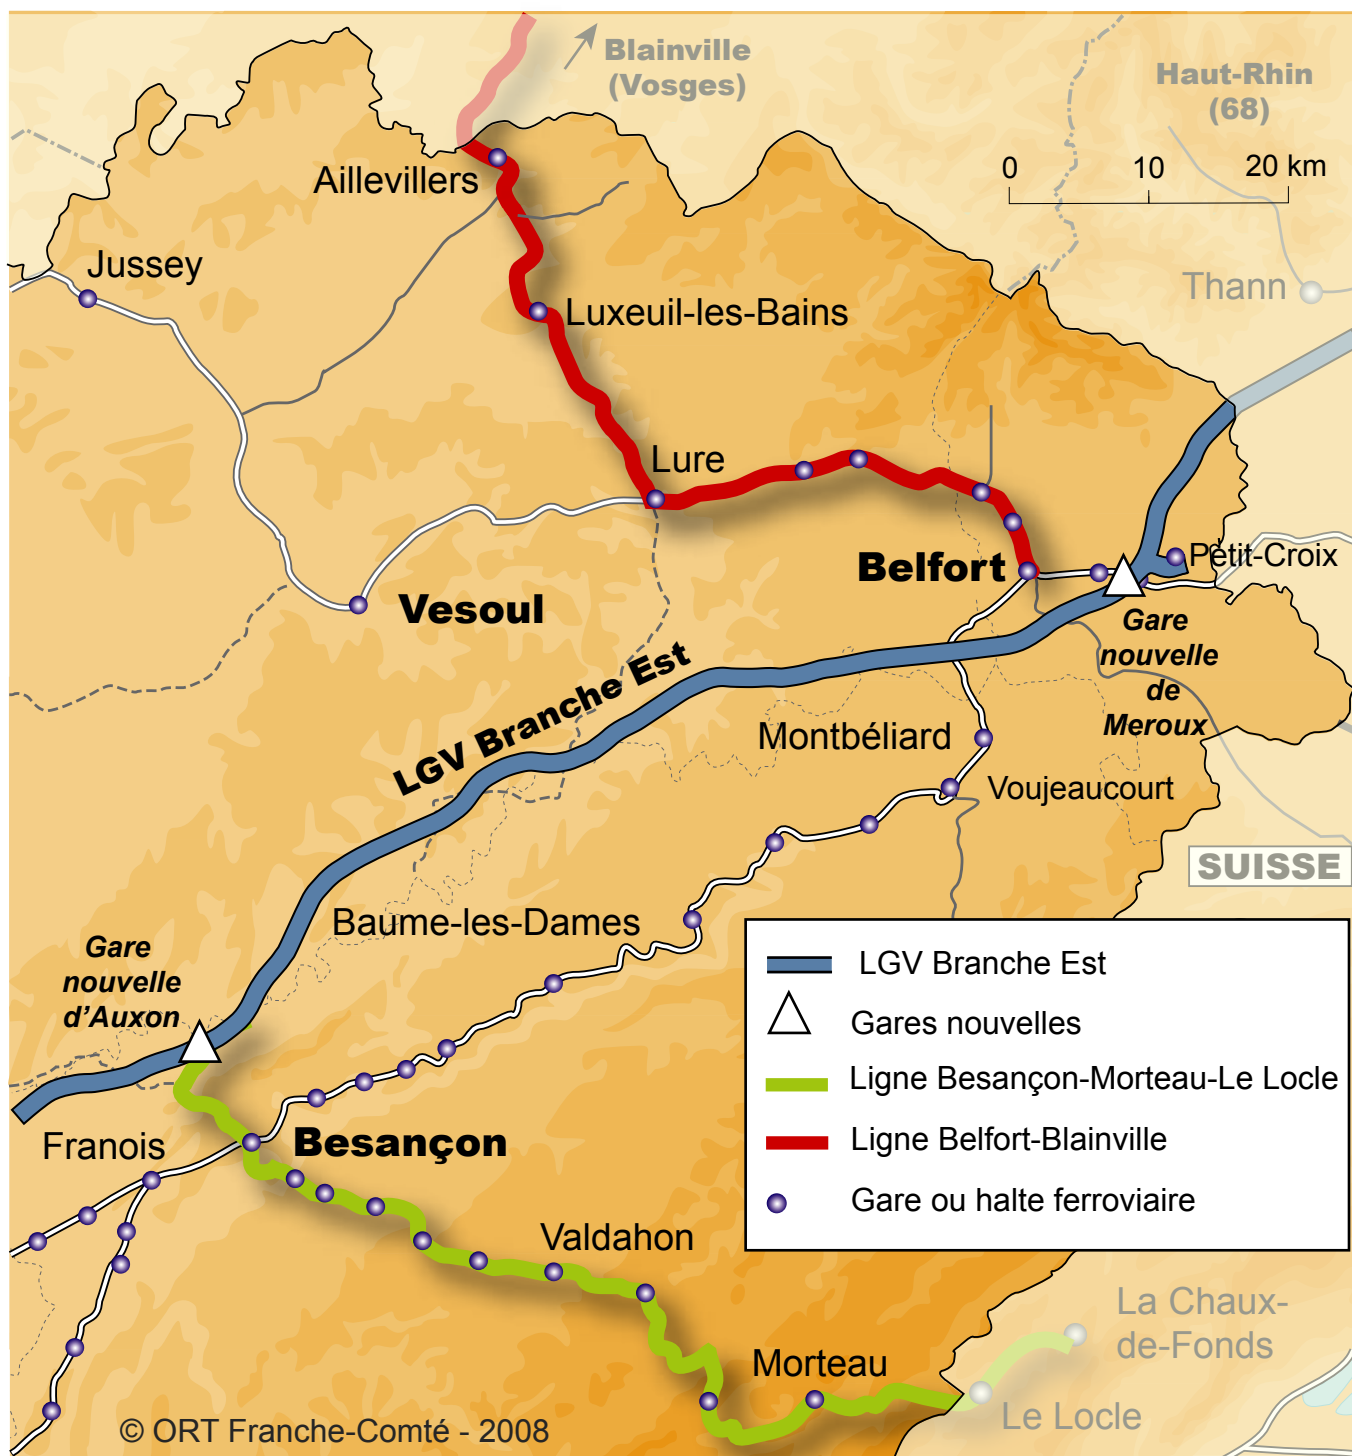 Blainville
(Vosges)
Haut-Rhin
(68)
0 10 20 km
Aillevillers
Jussey
Thann
Luxeuil-les-Bains
Lure
Belfort
Petit-Croix
Vesoul
Gare
nouvelle
de
Meroux
LGV Branche Est
Montbéliard
Voujeaucourt
SUISSE
Baume-les-Dames
Gare
nouvelle
d'Auxon
LGV Branche Est
Gares nouvelles
Ligne Besançon-Morteau-Le Locle
Ligne Belfort-Blainville
Gare ou halte ferroviaire
Franois
Besançon
Valdahon
La Chaux-
de-Fonds
Morteau
Le Locle
© ORT Franche-Comté - 2008